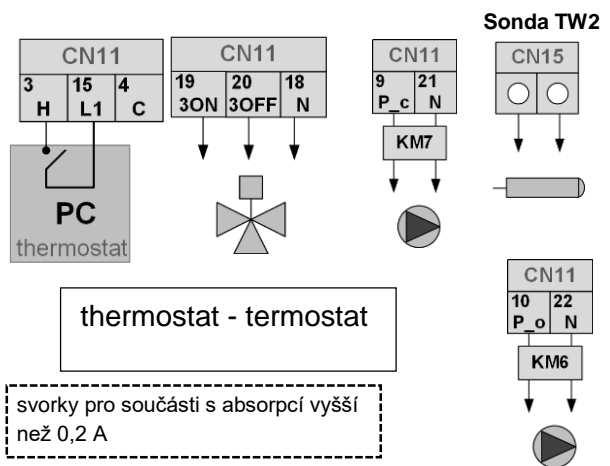 Sonda TW2
CN11
3 15 4
H L1 C
PC
thermostat
CN11
19 20 18
3ON 3OFF N
CN11
9 21
P_c N
KM7
CN15
CN11
10 22
P_o N
KM6
thermostat - termostat
svorky pro součásti s absorpcí vyšší
než 0,2 A